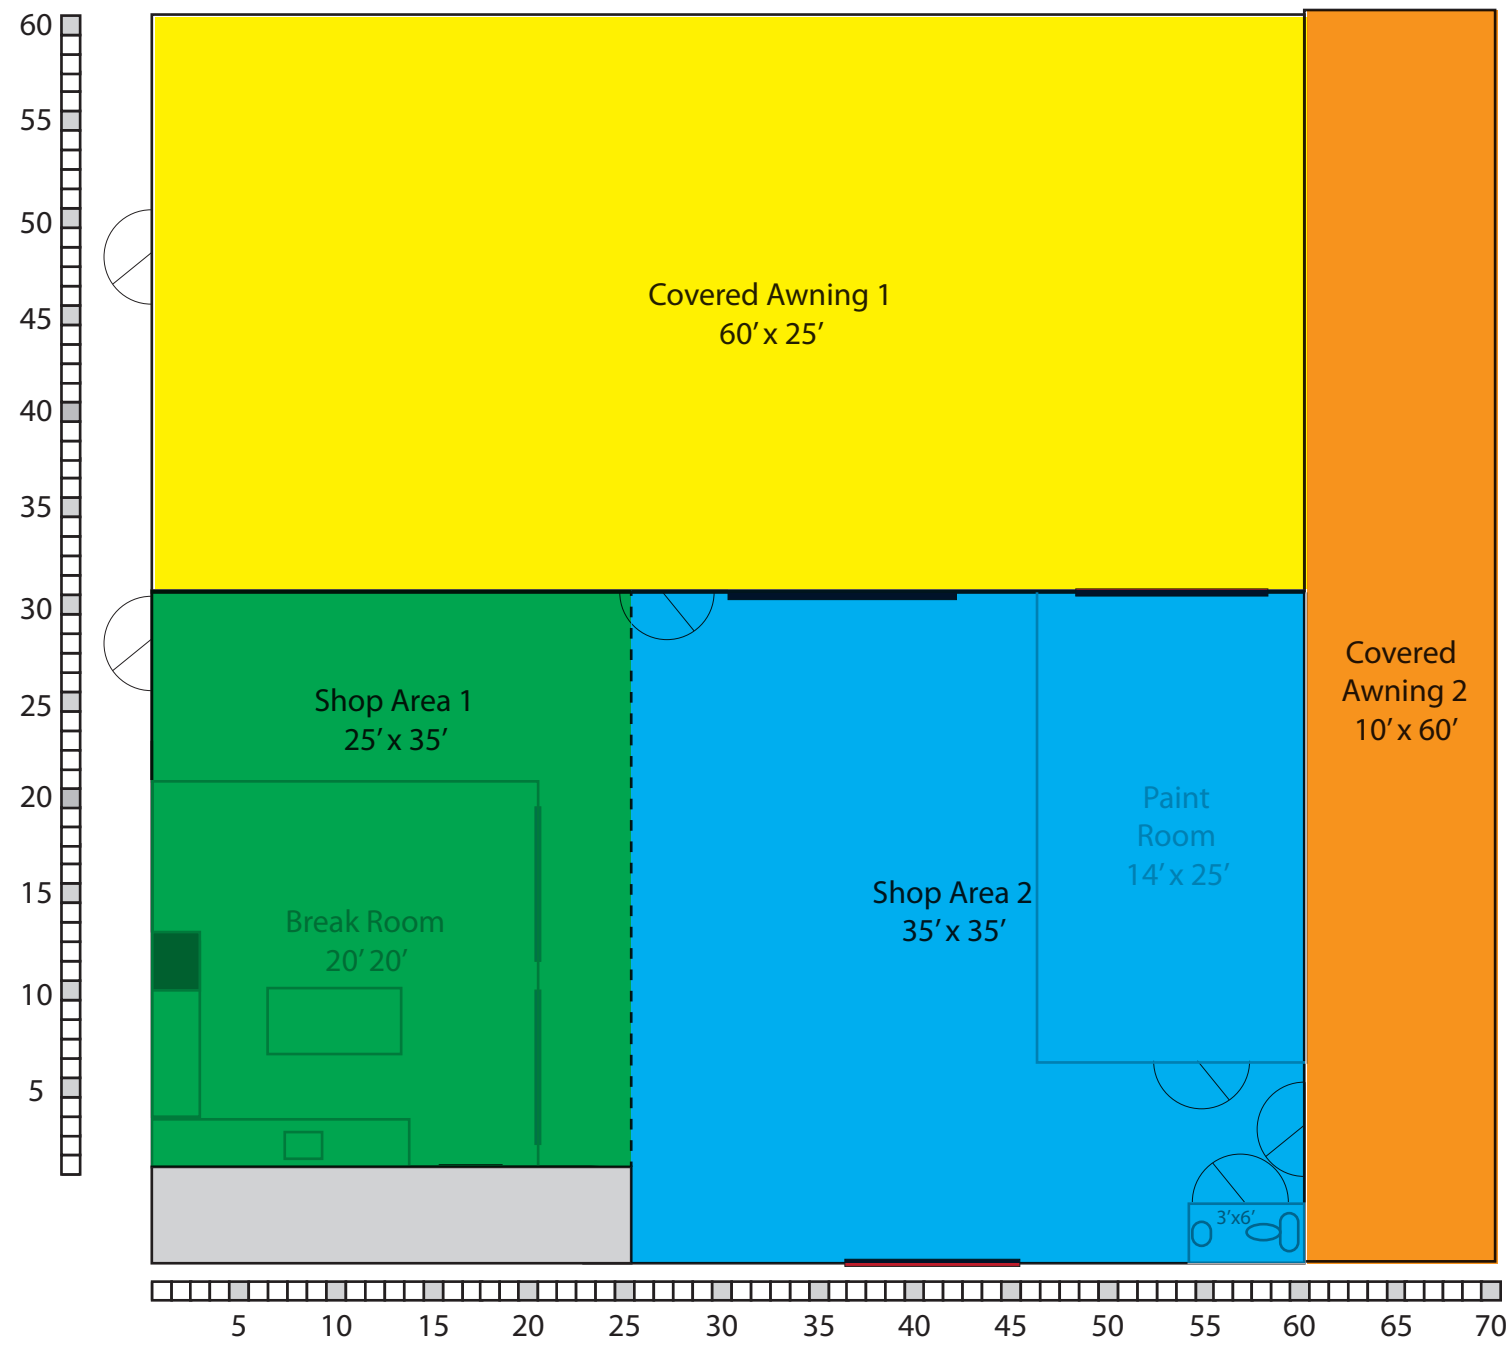 60
55
50
45
40
35
30
25
20
15
10
5
Covered Awning 1
60’ x 25’
Shop Area 1
25’ x 35’
Break Room
20’ 20’
Shop Area 2
35’ x 35’
Paint
Room
14’ x 25’
Covered
Awning 2
10’ x 60’
3’x6’
5 10 15 20 25 30 35 40 45 50 55 60 65 70